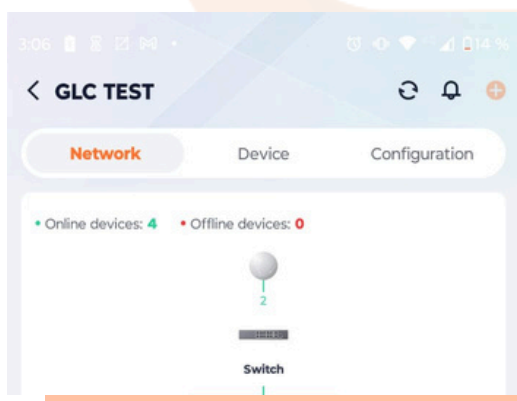 3:06
14 %
GLC TEST
Network Device Configuration
• Online devices: 4 • Offline devices: 0
2
Switch